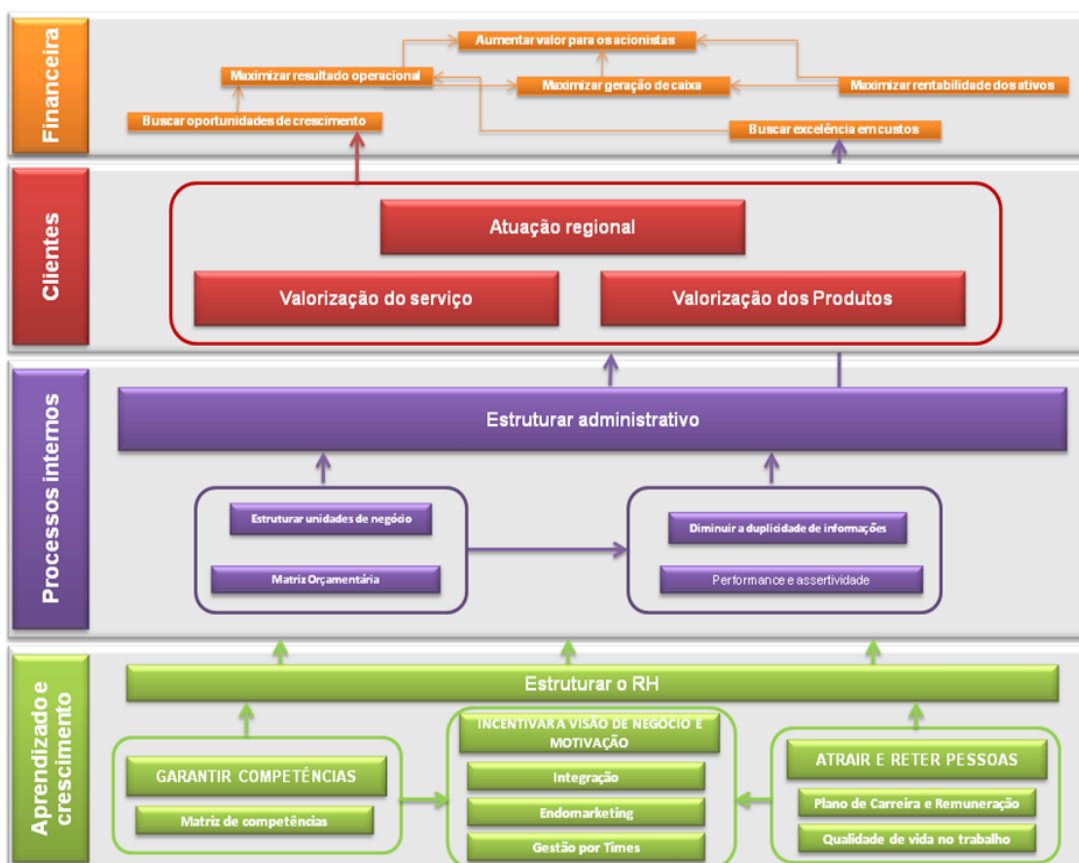 Financeira
Aumentar valor para os acionistas
Maximizar resultado operacional
Maximizar geração de caixa
Maximizar rentabilidade dos ativos
Buscar oportunidades de crescimento
Buscar excelência em custos
Clientes
Atuação regional
Valorização do serviço
Valorização dos Produtos
Processos internos
Estruturar administrativo
Estruturar unidades de negócio
Diminuir a duplicidade de informações
Matriz Orçamentária
Performance e assertividade
Aprendizado e
crescimento
Estruturar o RH
GARANTIR COMPETÊNCIAS
Matriz de competências
INCENTIVAR A VISÃO DE NEGÓCIO E
MOTIVAÇÃO
Integração
Endomarketing
Gestão por Times
ATRAIR E RETER PESSOAS
Plano de Carreira e Remuneração
Qualidade de vida no trabalho